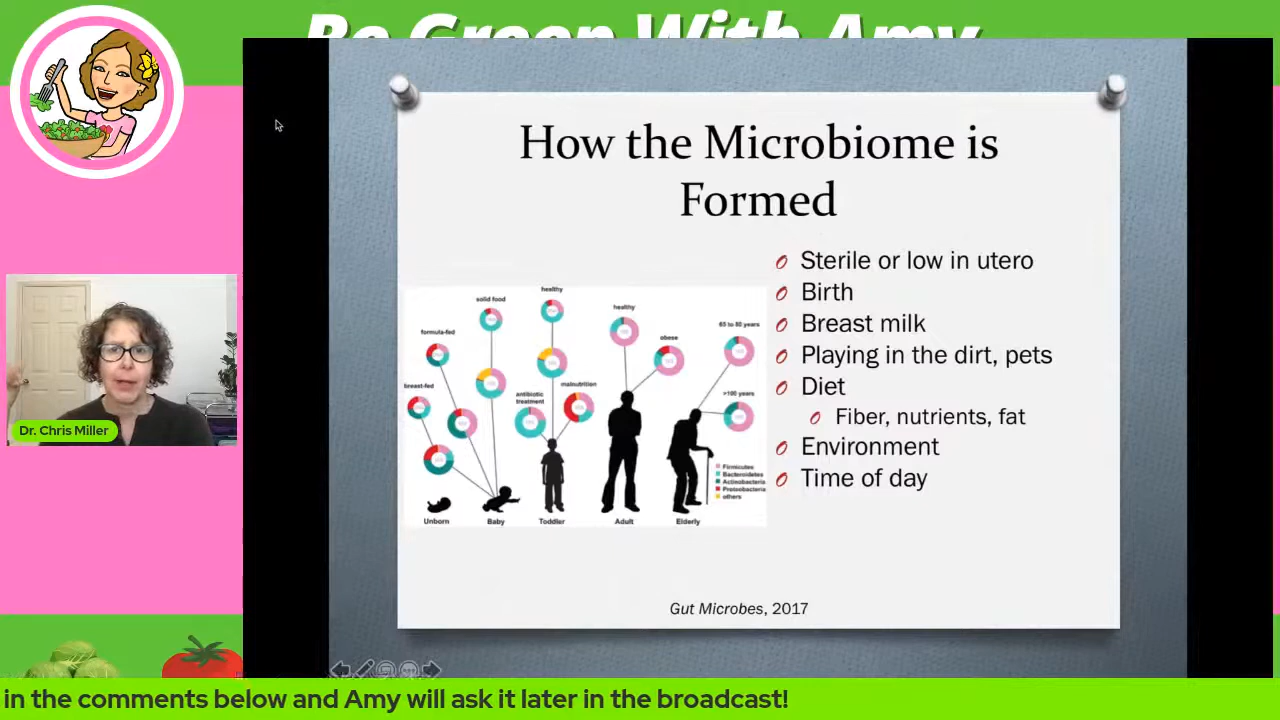 Be Green With Amy
How the Microbiome is
Formed
Sterile or low in utero
Birth
Breast milk
Playing in the dirt, pets
Diet
Fiber, nutrients, fat
Environment
Time of day
healthy
solid food
healthy
formula-fed
65 to 80 years
obese
breast-fed
malnutrition
antibiotic
treatment
>100 years
Firmicutes
Bacteroidetes
Actinobacteria
Proteobacteria
others
Unborn
Baby
Toddler
Adult
Elderly
Gut Microbes, 2017
Dr. Chris Miller
in the comments below and Amy will ask it later in the broadcast!